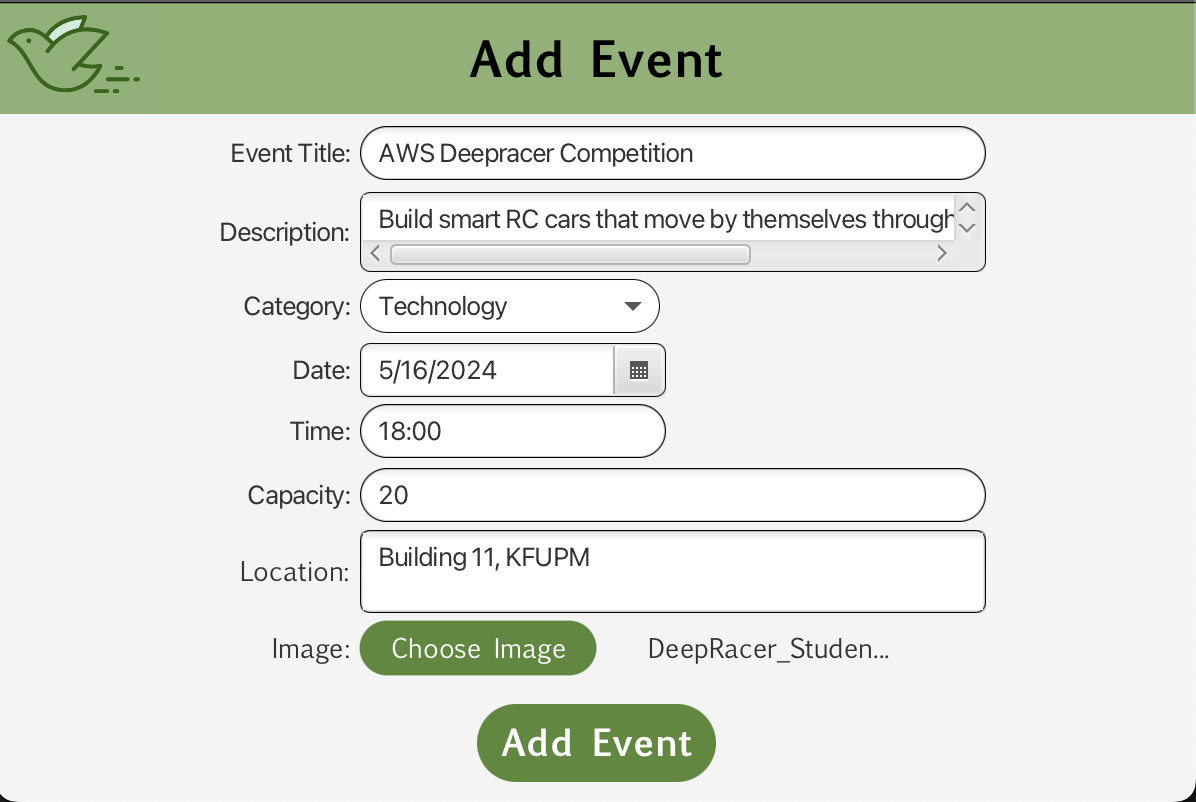 Add Event
Event Title: AWS Deepracer Competition
Description: Build smart RC cars that move by themselves through
Category: Technology
Date: 5/16/2024
Time: 18:00
Capacity: 20
Location: Building 11, KFUPM
Image: Choose Image DeepRacer_Studen...
Add Event